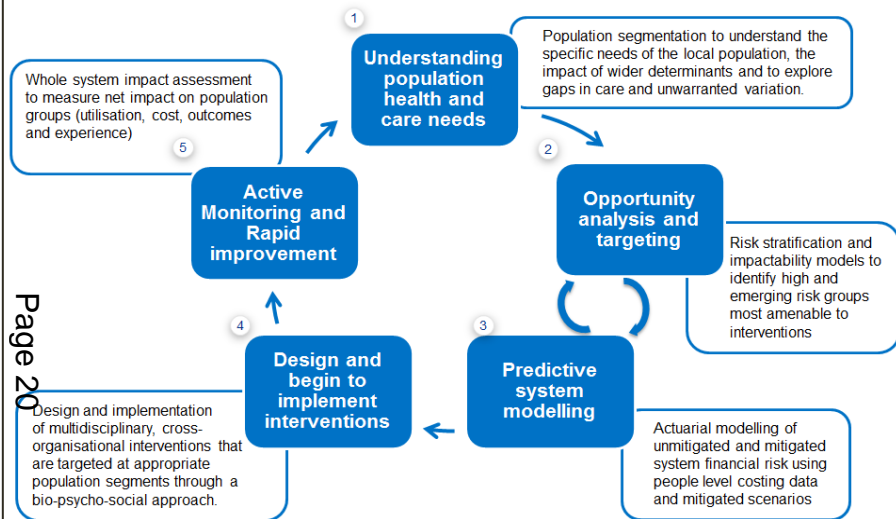 1
Understanding
population
health and
care needs
Population segmentation to understand the
specific needs of the local population, the
impact of wider determinants and to explore
gaps in care and unwarranted variation.
2
Opportunity
analysis and
targeting
Risk stratification and
impactability models to
identify high and
emerging risk groups
most amenable to
interventions
3
Predictive
system
modelling
Actuarial modelling of
unmitigated and mitigated
system financial risk using
people level costing data
and mitigated scenarios
4
Design and
begin to
implement
interventions
Design and implementation
of multidisciplinary, cross-
organisational interventions that
are targeted at appropriate
population segments through a
bio-psycho-social approach.
5
Active
Monitoring and
Rapid
improvement
Whole system impact assessment
to measure net impact on population
groups (utilisation, cost, outcomes
and experience)
Page 20